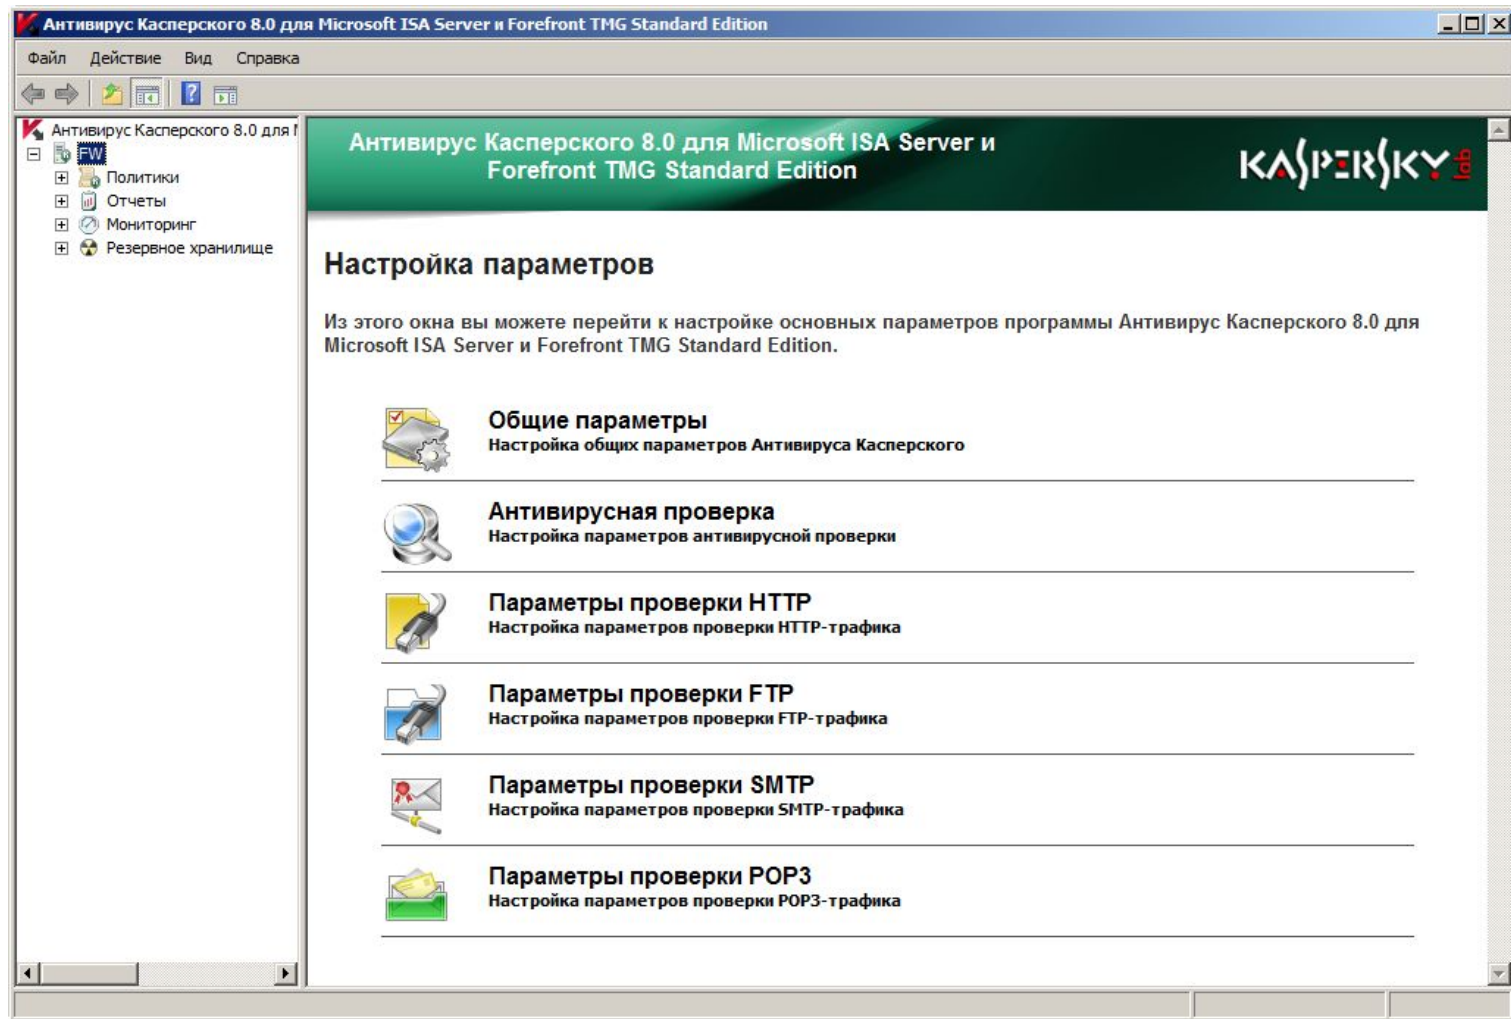 Антивирус Касперского 8.0 для Microsoft ISA Server и Forefront TMG Standard Edition
Файл Действие Вид Справка
Антивирус Касперского 8.0 для
FW
Политики
Отчеты
Мониторинг
Резервное хранилище
Антивирус Касперского 8.0 для Microsoft ISA Server и
Forefront TMG Standard Edition
KASPERSKY lab
Настройка параметров
Из этого окна вы можете перейти к настройке основных параметров программы Антивирус Касперского 8.0 для
Microsoft ISA Server и Forefront TMG Standard Edition.
Общие параметры
Настройка общих параметров Антивируса Касперского
Антивирусная проверка
Настройка параметров антивирусной проверки
Параметры проверки HTTP
Настройка параметров проверки HTTP-трафика
Параметры проверки FTP
Настройка параметров проверки FTP-трафика
Параметры проверки SMTP
Настройка параметров проверки SMTP-трафика
Параметры проверки POP3
Настройка параметров проверки POP3-трафика